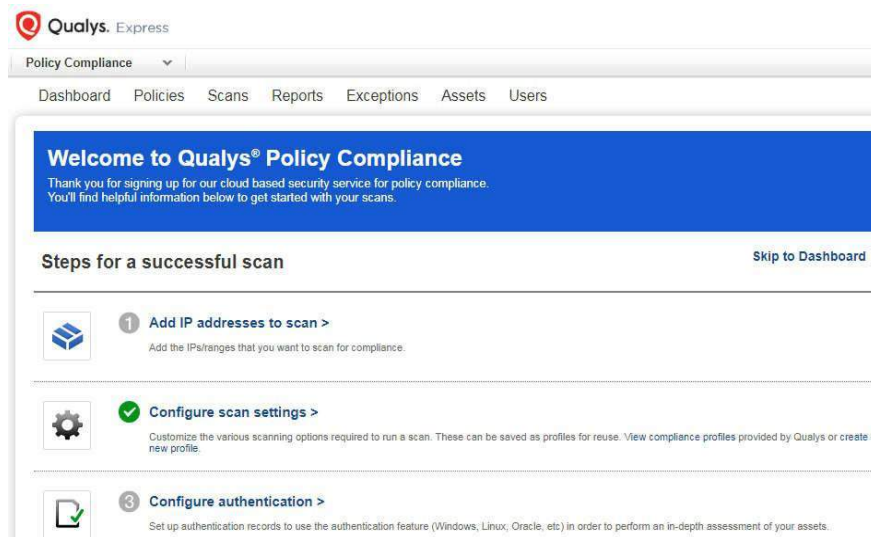 Qualys. Express
Policy Compliance
Dashboard Policies Scans Reports Exceptions Assets Users
Welcome to Qualys® Policy Compliance
Thank you for signing up for our cloud based security service for policy compliance.
You'll find helpful information below to get started with your scans.
Steps for a successful scan
Skip to Dashboard
1 Add IP addresses to scan >
Add the IPs/ranges that you want to scan for compliance.
Configure scan settings >
Customize the various scanning options required to run a scan. These can be saved as profiles for reuse. View compliance profiles provided by Qualys or create
new profile.
3 Configure authentication >
Set up authentication records to use the authentication feature (Windows, Linux, Oracle, etc) in order to perform an in-depth assessment of your assets.